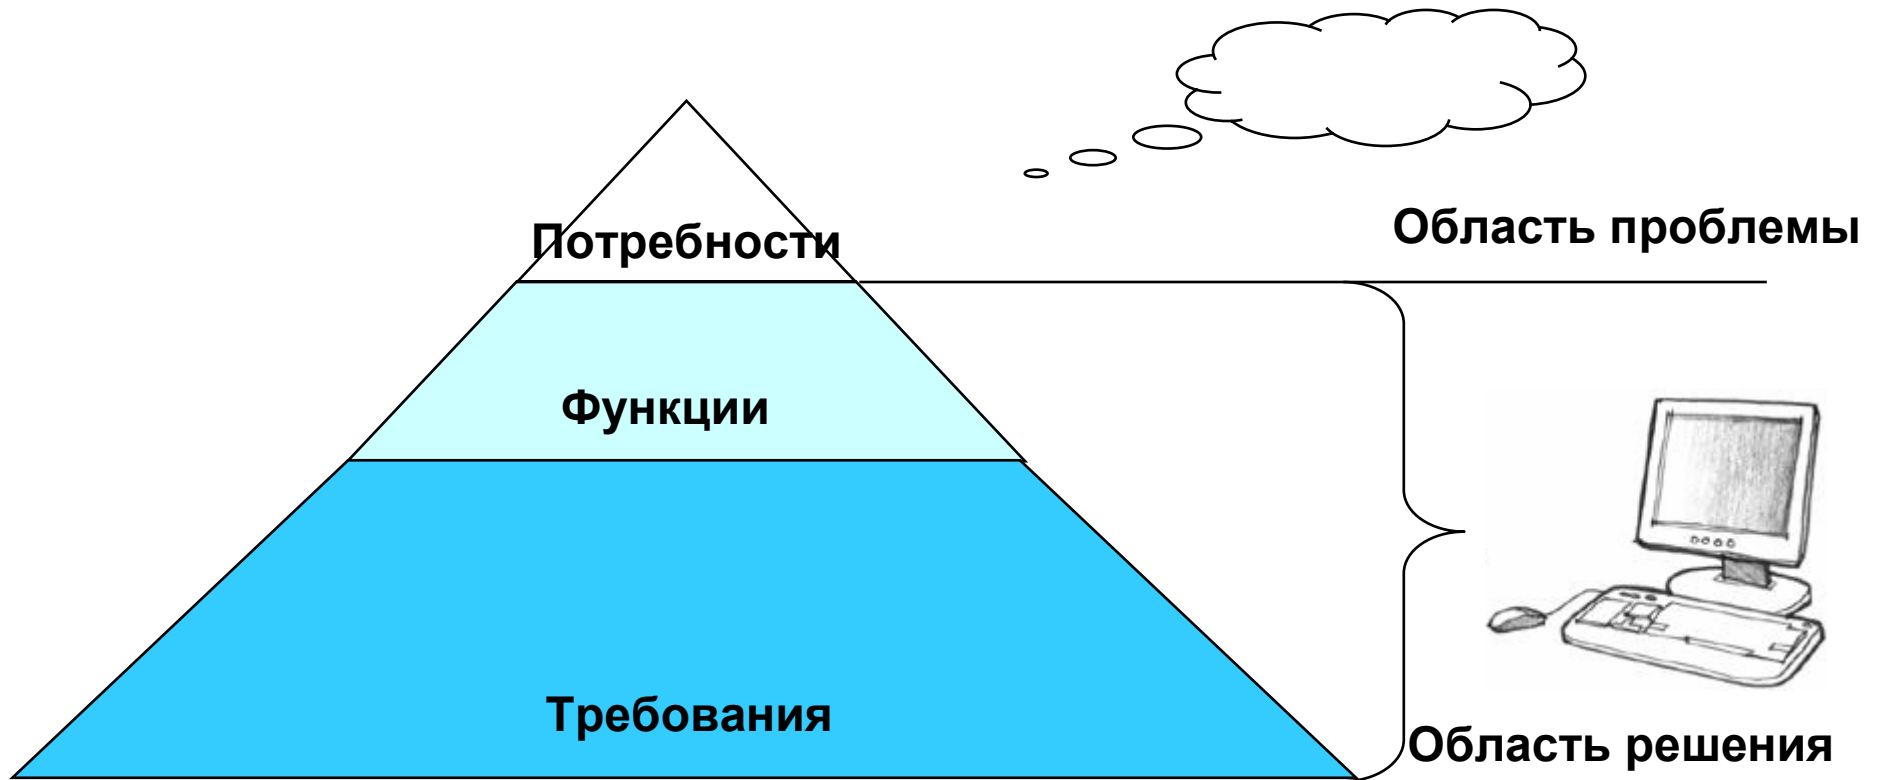 Область проблемы
Потребности
Функции
Требования
Область решения